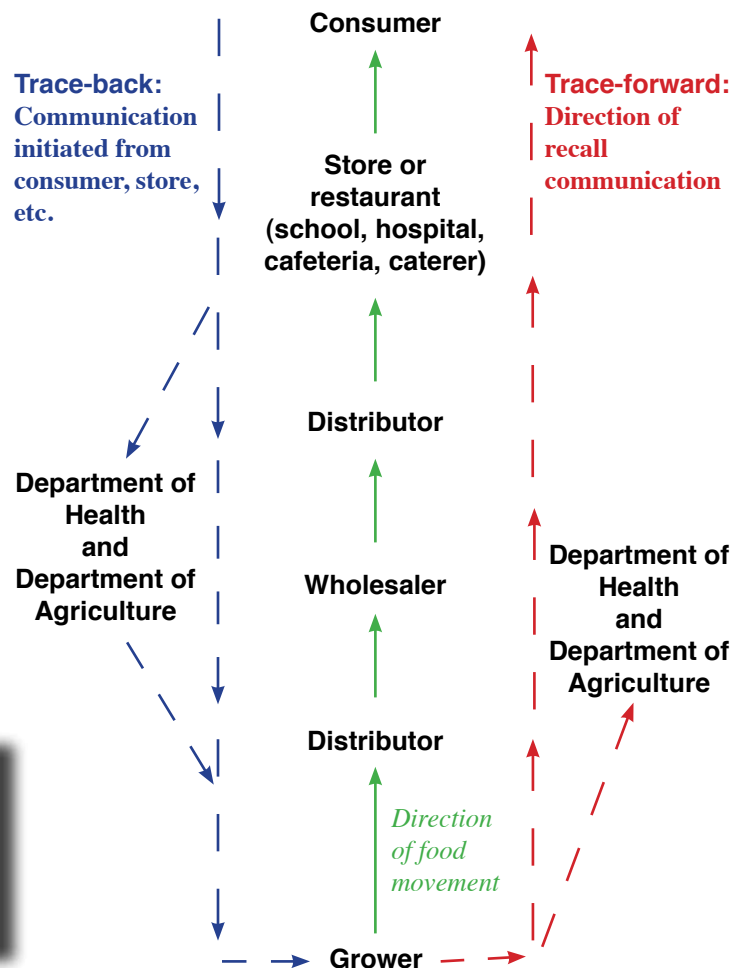 Consumer
Trace-back:
Communication
initiated from
consumer, store,
etc.
Trace-forward:
Direction of
recall
communication
Store or
restaurant
(school, hospital,
cafeteria, caterer)
Distributor
Department of
Health
and
Department of
Agriculture
Wholesaler
Department of
Health
and
Department of
Agriculture
Distributor
Direction
of food
movement
Grower